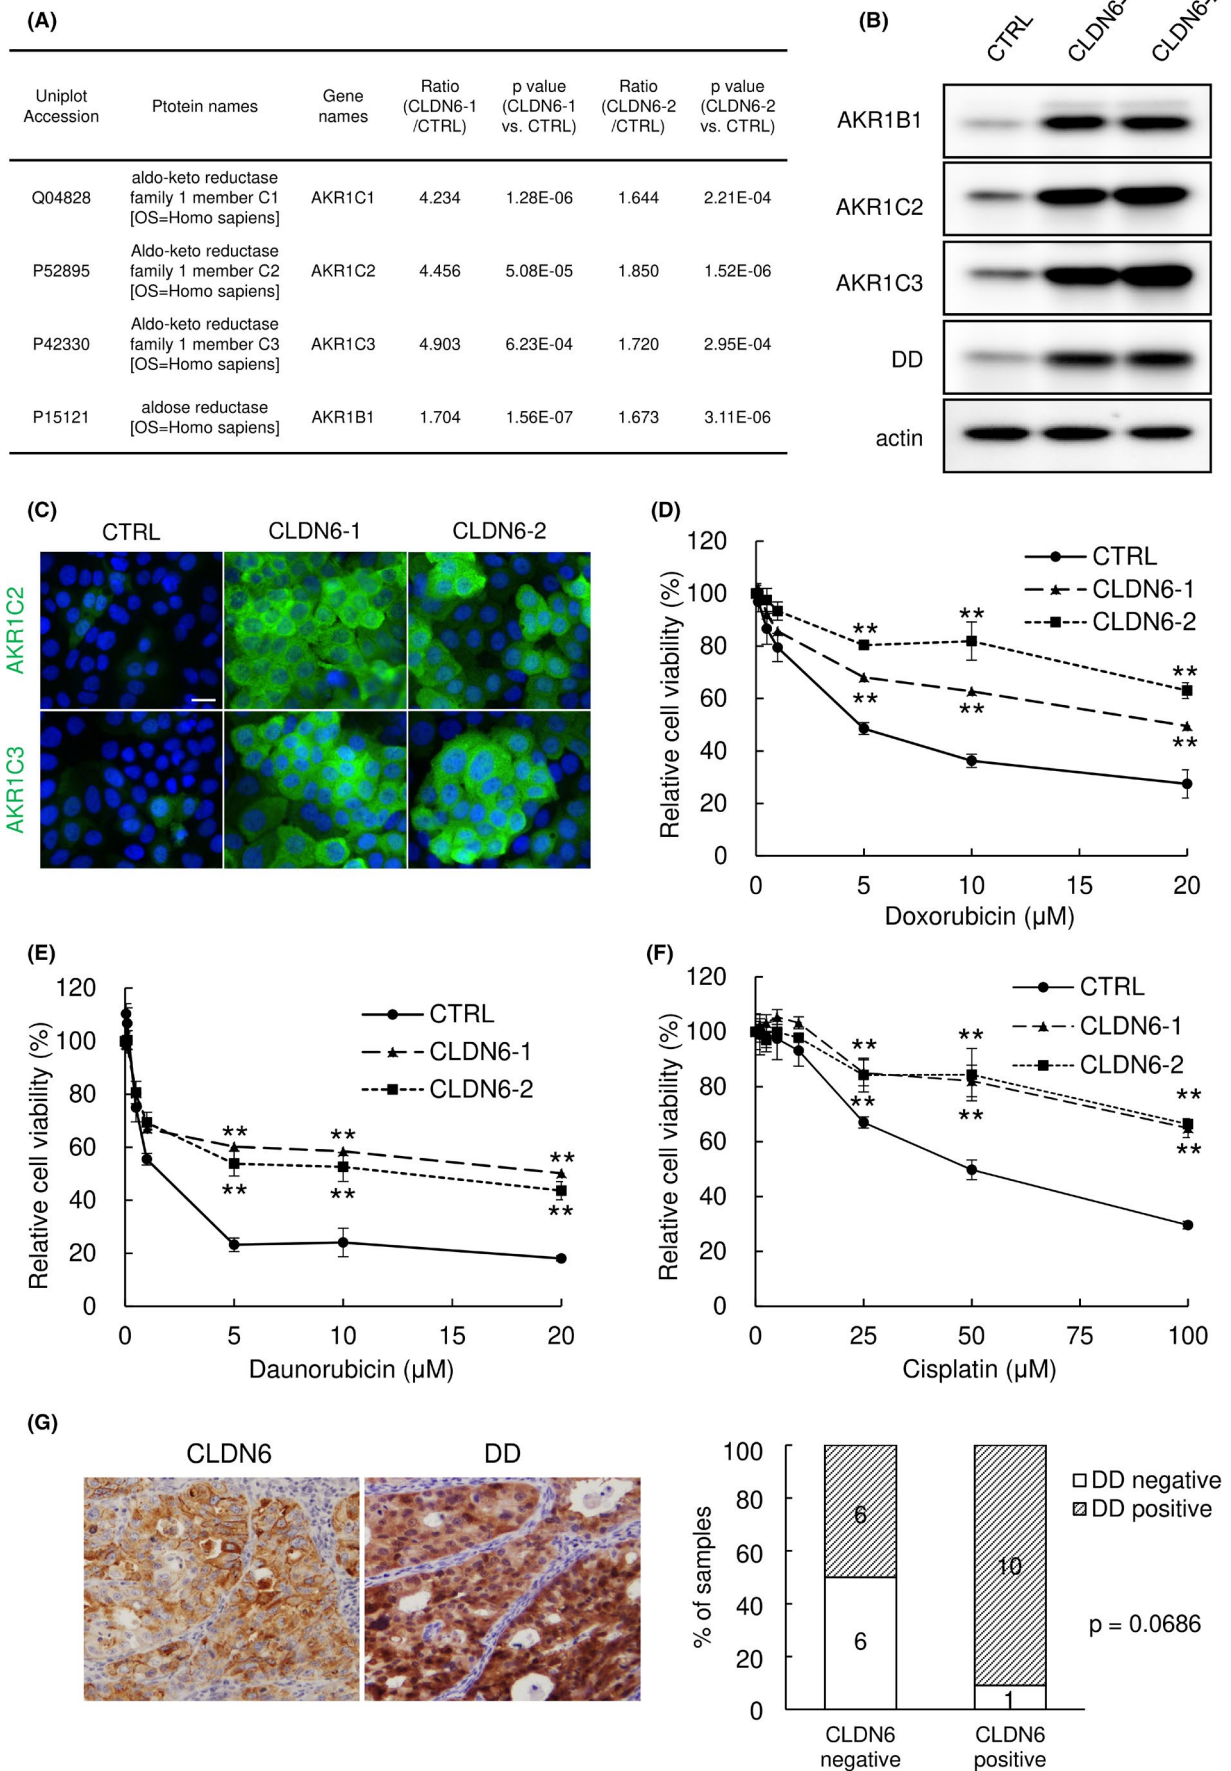 (A)
Uniplot
Accession
Ptotein names
Gene
names
Ratio
(CLDN6-1
/CTRL)
p value
(CLDN6-1
vs. CTRL)
Ratio
(CLDN6-2
/CTRL)
p value
(CLDN6-2
vs. CTRL)
Q04828
aldo-keto reductase
family 1 member C1
[OS=Homo sapiens]
AKR1C1
4.234
1.28E-06
1.644
2.21E-04
P52895
Aldo-keto reductase
family 1 member C2
[OS=Homo sapiens]
AKR1C2
4.456
5.08E-05
1.850
1.52E-06
P42330
Aldo-keto reductase
family 1 member C3
[OS=Homo sapiens]
AKR1C3
4.903
6.23E-04
1.720
2.95E-04
P15121
aldose reductase
[OS=Homo sapiens]
AKR1B1
1.704
1.56E-07
1.673
3.11E-06
(B)
CTRL
CLDN6-
CLDN6-
AKR1B1
AKR1C2
AKR1C3
DD
actin
(C)
CTRL
CLDN6-1
CLDN6-2
AKR1C2
AKR1C3
(D)
Relative cell viability (%)
120
100
80
60
40
20
0
CTRL
CLDN6-1
CLDN6-2
** ** **
** ** **
0 5 10 15 20
Doxorubicin (µM)
(E)
Relative cell viability (%)
120
100
80
60
40
20
0
CTRL
CLDN6-1
CLDN6-2
** ** **
** ** **
0 5 10 15 20
Daunorubicin (µM)
(F)
Relative cell viability (%)
120
100
80
60
40
20
0
CTRL
CLDN6-1
CLDN6-2
** ** **
** ** **
0 25 50 75 100
Cisplatin (µM)
(G)
CLDN6
DD
% of samples
100
80
60
40
20
0
6
6
10
1
DD negative
DD positive
p = 0.0686
CLDN6
negative
CLDN6
positive